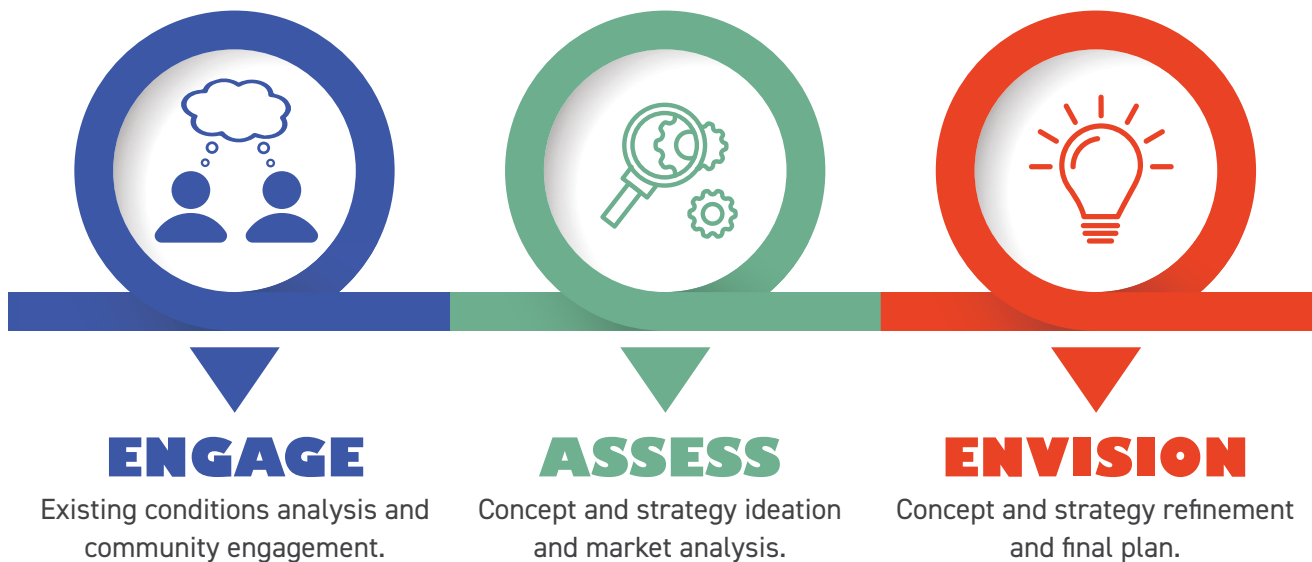 ENGAGE
Existing conditions analysis and
community engagement.
ASSESS
Concept and strategy ideation
and market analysis.
ENVISION
Concept and strategy refinement
and final plan.